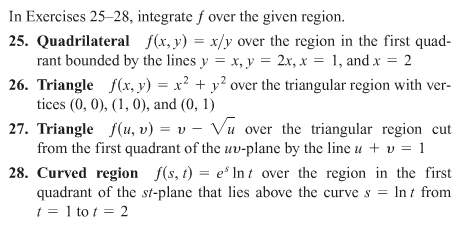 In Exercises 25–28, integrate f over the given region.
25. Quadrilateral f(x, y) = x/y over the region in the first quad-
rant bounded by the lines y = x, y = 2x, x = 1, and x = 2
26. Triangle f(x, y) = x² + y² over the triangular region with ver-
tices (0, 0), (1, 0), and (0, 1)
27. Triangle f(u, v) = v − √u over the triangular region cut
from the first quadrant of the uv-plane by the line u + v = 1
28. Curved region f(s, t) = eˢ ln t over the region in the first
quadrant of the st-plane that lies above the curve s = ln t from
t = 1 to t = 2